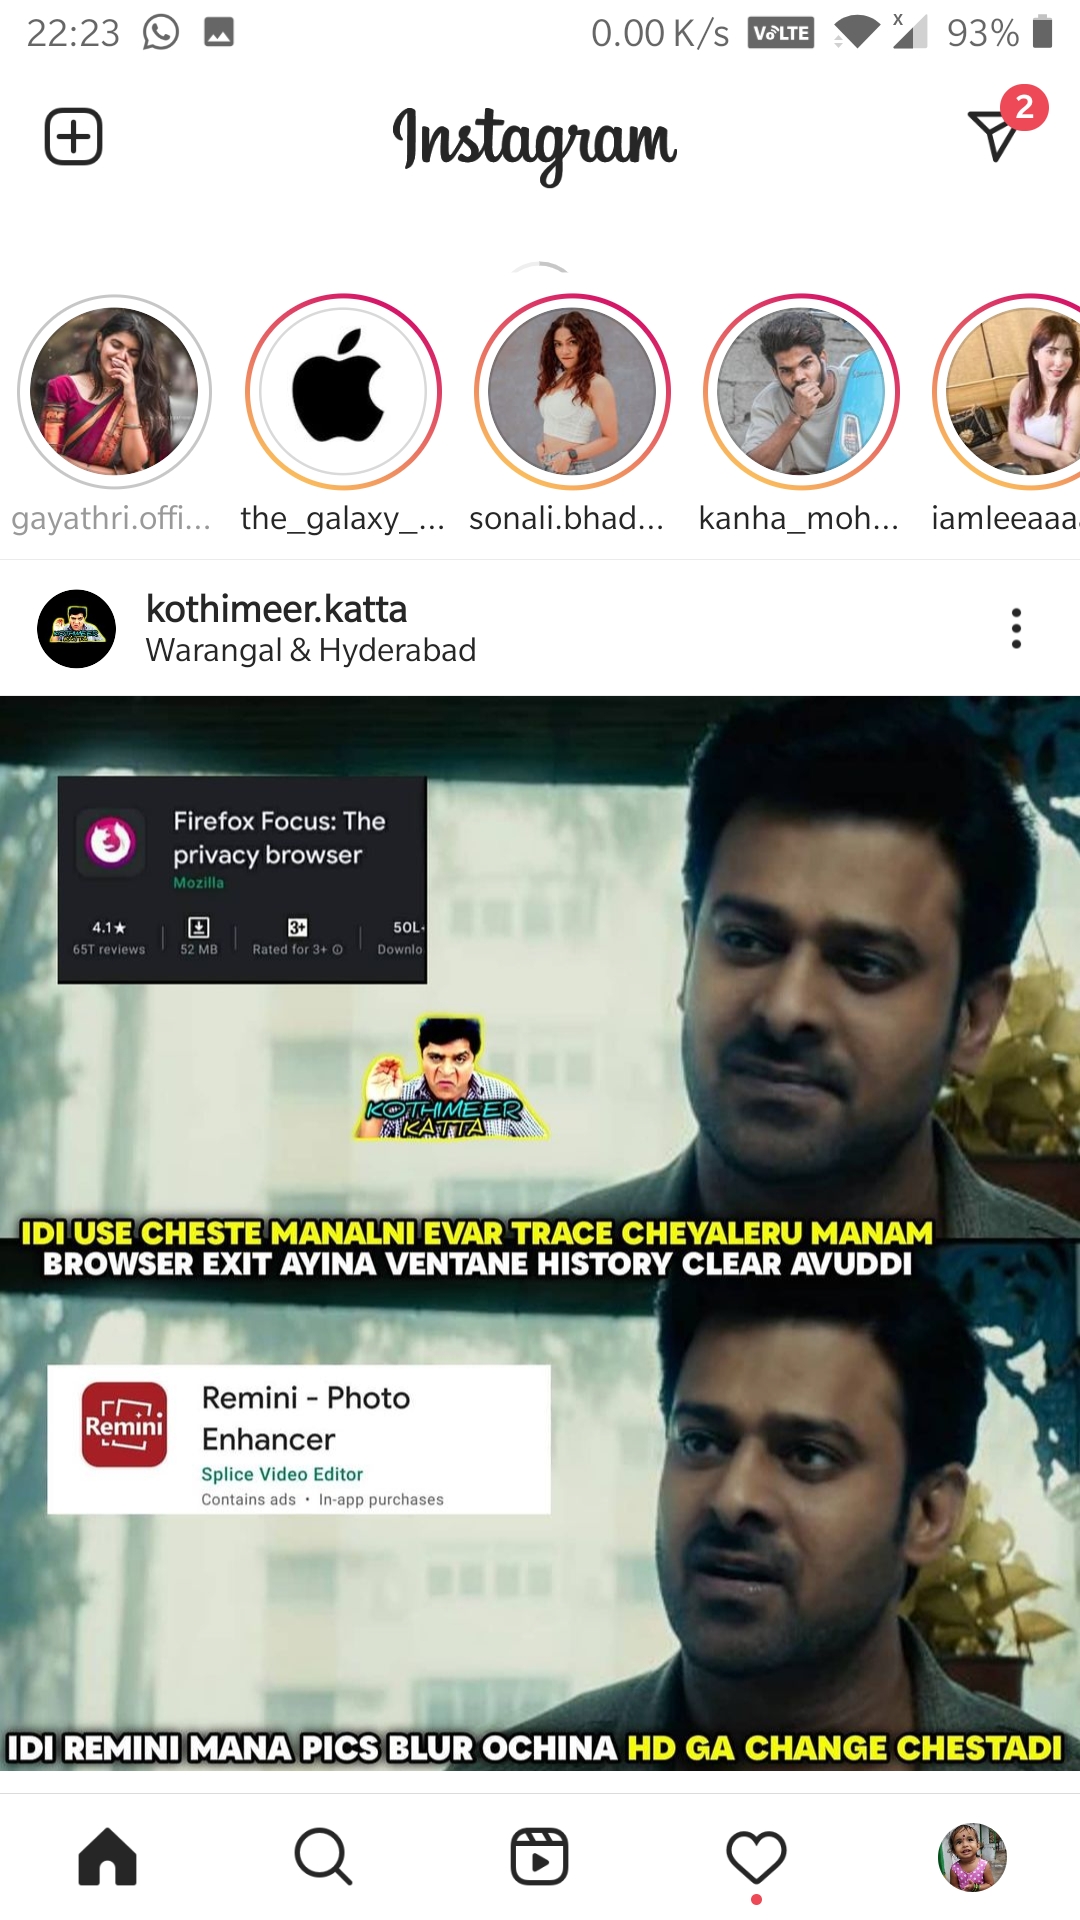 22:23 0.00 K/s VoLTE x 93%
Instagram 2
gayathri.offi... the_galaxy_... sonali.bhad... kanha_moh... iamleeaaa
kothimeer.katta
Warangal & Hyderabad
Firefox Focus: The
privacy browser
Mozilla
4.1★ 3+ 50L
65T reviews 52 MB Rated for 3+ Downlo
KOTHIMEER
KATTA
IDI USE CHESTE MANALNI EVAR TRACE CHEYALERU MANAM
BROWSER EXIT AYINA VENTANE HISTORY CLEAR AVUDDI
Remini
Remini - Photo
Enhancer
Splice Video Editor
Contains ads • In-app purchases
IDI REMINI MANA PICS BLUR OCHINA HD GA CHANGE CHESTADI